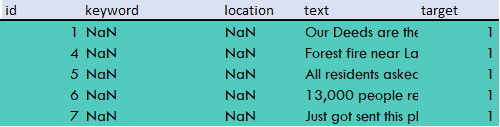 id keyword location text target
1 NaN NaN Our Deeds are the 1
4 NaN NaN Forest fire near La 1
5 NaN NaN All residents asked 1
6 NaN NaN 13,000 people re 1
7 NaN NaN Just got sent this pl 1